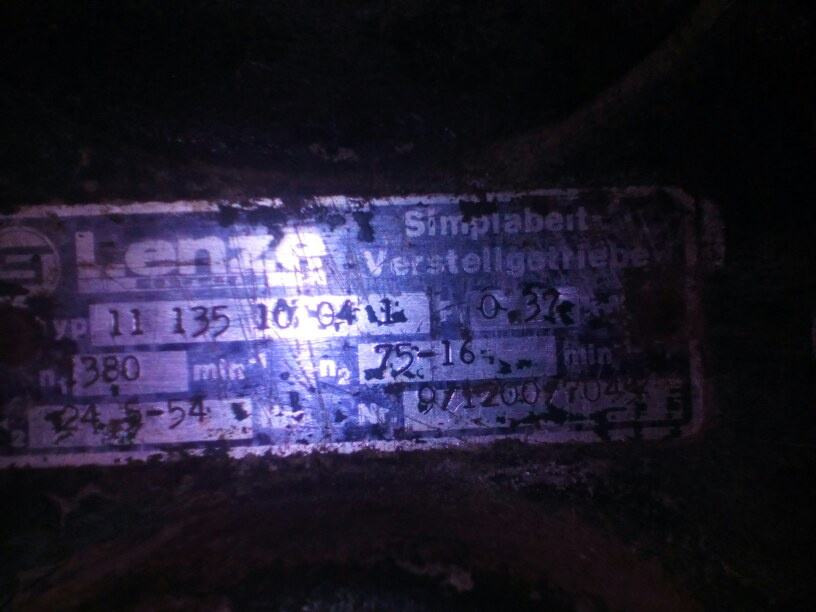 Lenze Simplabelt-
Verstellgetriebe
Typ 11 135 10 04 1 0.37
n1 1380 min-1 n2 75-16 min
24.5-54 Nr